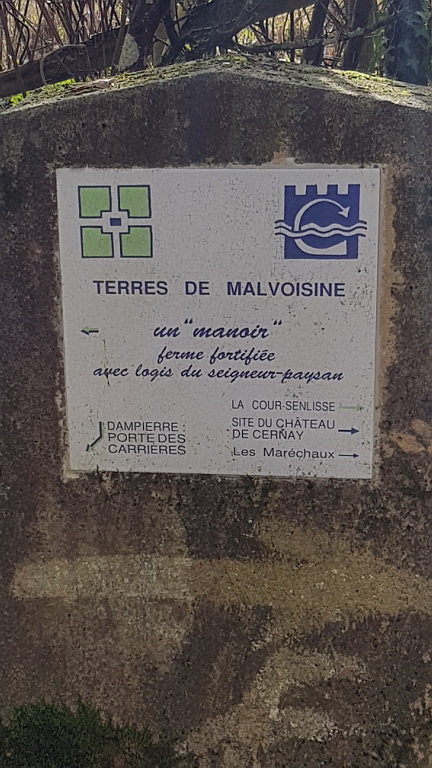 TERRES DE MALVOISINE
un "manoir"
ferme fortifiée
avec logis du seigneur-paysan
LA COUR-SENLISSE
SITE DU CHÂTEAU
DE CERNAY
Les Maréchaux
DAMPIERRE :
PORTE DES
CARRIÈRES